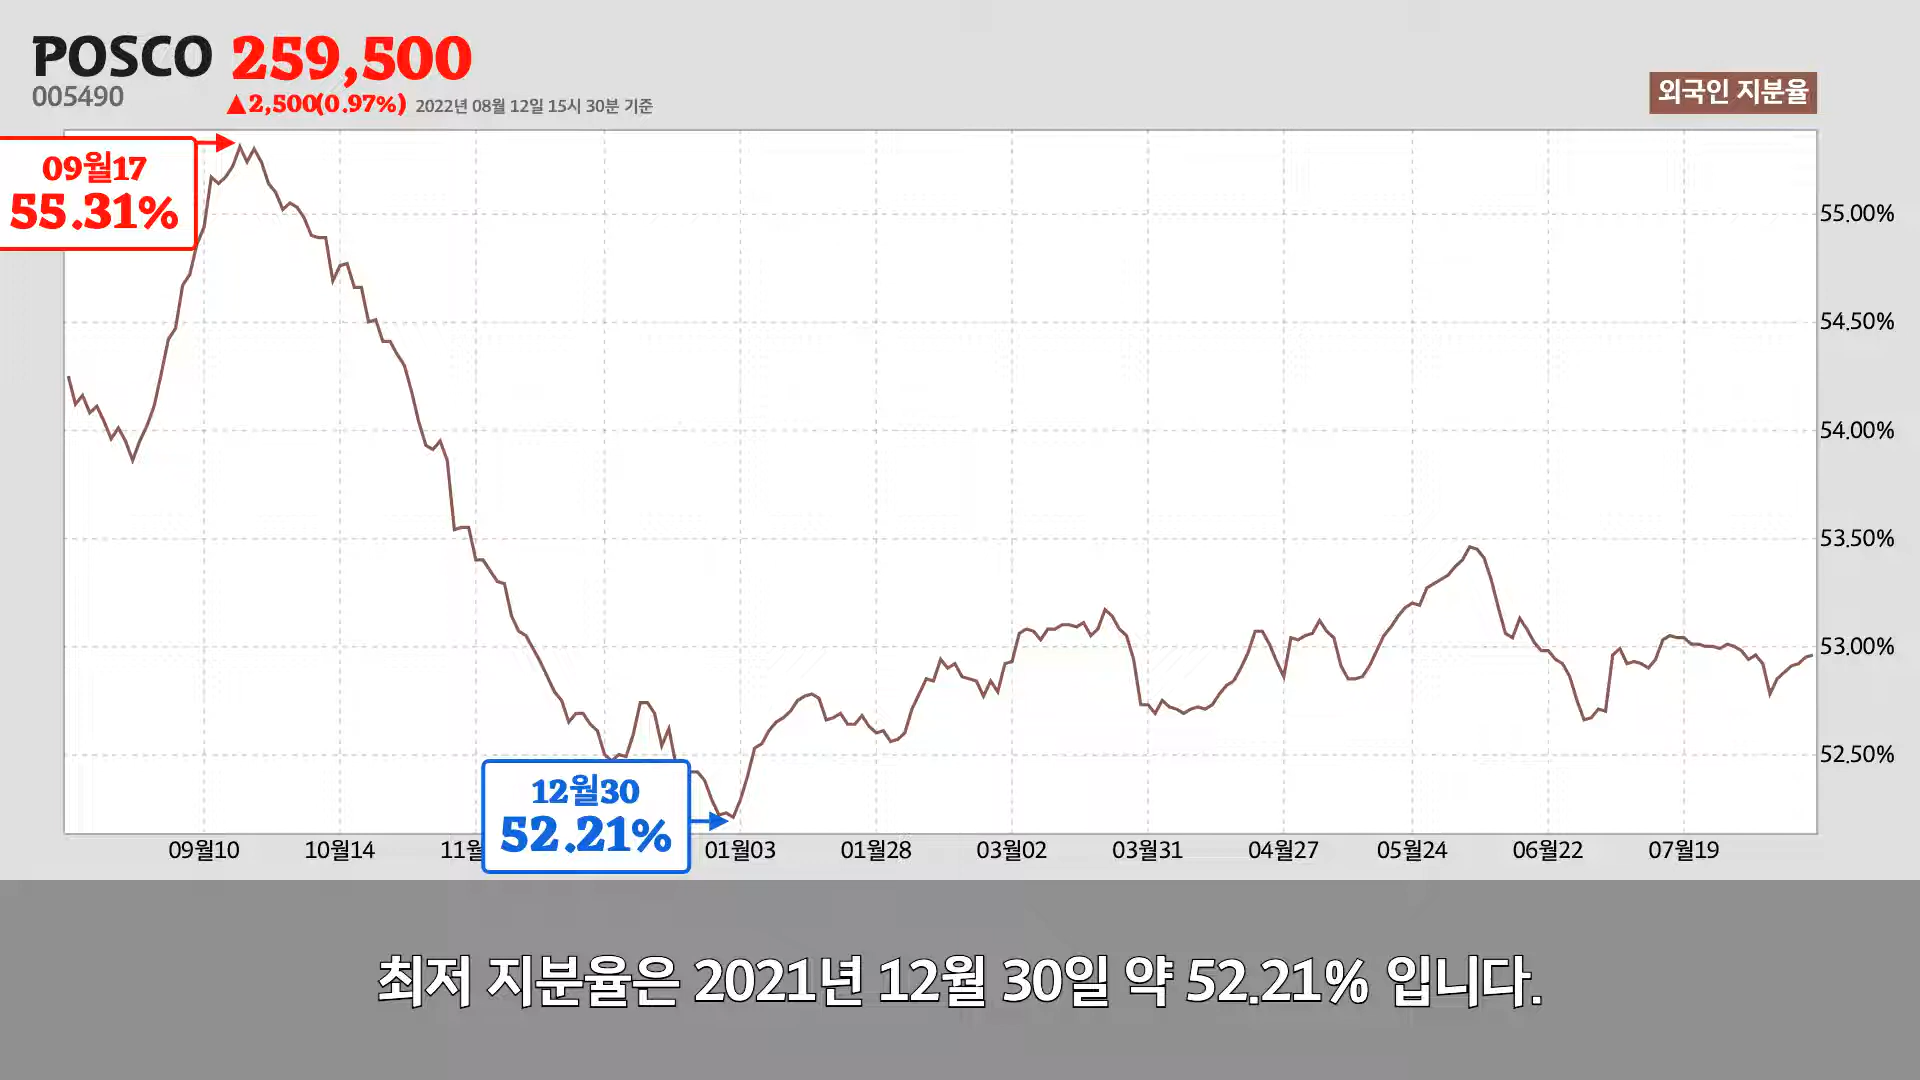 POSCO 259,500
005490
▲2,500(0.97%) 2022년 08월 12일 15시 30분 기준
외국인 지분율
09월17
55.31%
55.00%
54.50%
54.00%
53.50%
53.00%
52.50%
12월30
52.21%
09월10 10월14 11월 01월03 01월28 03월02 03월31 04월27 05월24 06월22 07월19
최저 지분율은 2021년 12월 30일 약 52.21% 입니다.